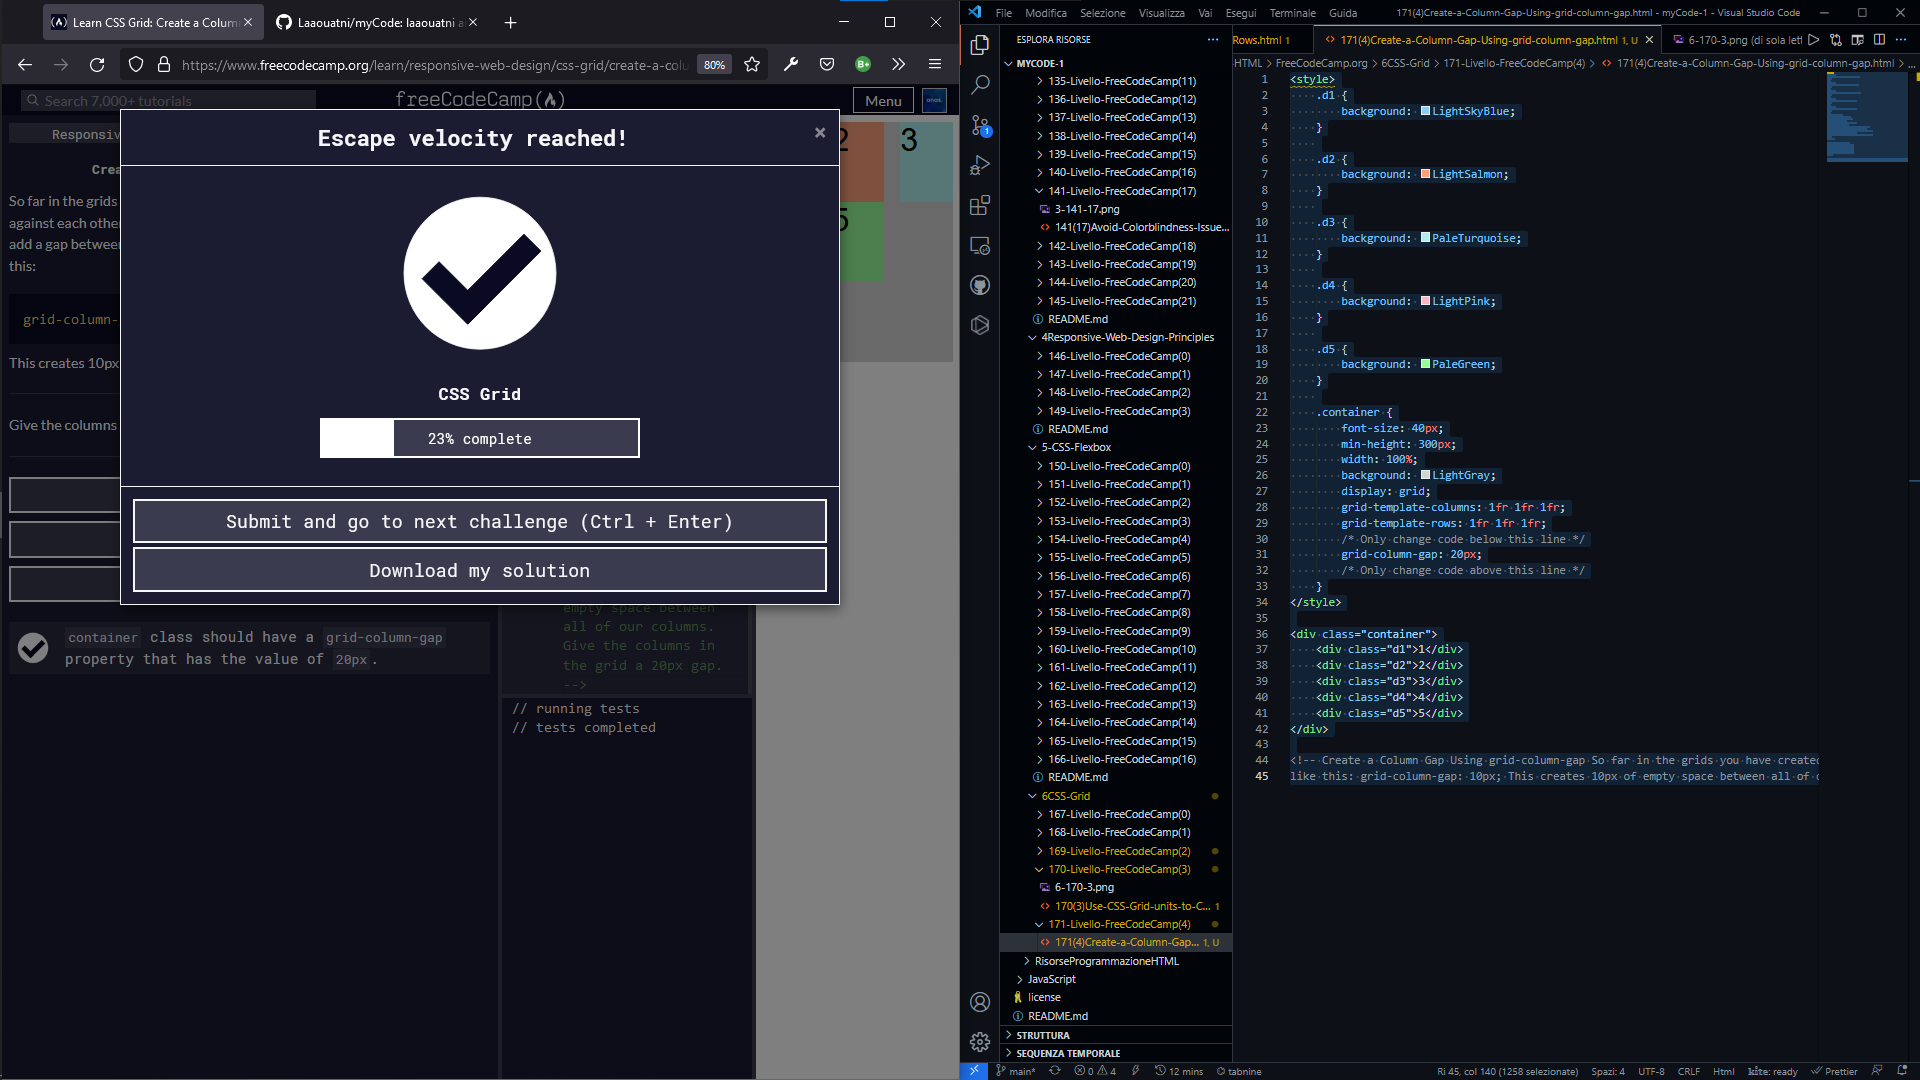 Learn CSS Grid: Create a Column
Laaouatni/myCode: laaouatni a
https://www.freecodecamp.org/learn/responsive-web-design/css-grid/create-a-colu
80%
Search 7,000+ tutorials
freeCodeCamp
Menu
Responsiv
Crea
So far in the grids
against each other
add a gap between
this:
grid-column-
This creates 10px
Give the columns
Escape velocity reached!
×
CSS Grid
23% complete
Submit and go to next challenge (Ctrl + Enter)
Download my solution
container class should have a grid-column-gap
property that has the value of 20px.
empty space between
all of our columns.
Give the columns in
the grid a 20px gap.
-->
// running tests
// tests completed
2
3
5
File Modifica Selezione Visualizza Vai Esegui Terminale Guida
171(4)Create-a-Column-Gap-Using-grid-column-gap.html - myCode-1 - Visual Studio Code
ESPLORA RISORSE
MYCODE-1
135-Livello-FreeCodeCamp(11)
136-Livello-FreeCodeCamp(12)
137-Livello-FreeCodeCamp(13)
138-Livello-FreeCodeCamp(14)
139-Livello-FreeCodeCamp(15)
140-Livello-FreeCodeCamp(16)
141-Livello-FreeCodeCamp(17)
3-141-17.png
141(17)Avoid-Colorblindness-Issue...
142-Livello-FreeCodeCamp(18)
143-Livello-FreeCodeCamp(19)
144-Livello-FreeCodeCamp(20)
145-Livello-FreeCodeCamp(21)
README.md
4Responsive-Web-Design-Principles
146-Livello-FreeCodeCamp(0)
147-Livello-FreeCodeCamp(1)
148-Livello-FreeCodeCamp(2)
149-Livello-FreeCodeCamp(3)
README.md
5-CSS-Flexbox
150-Livello-FreeCodeCamp(0)
151-Livello-FreeCodeCamp(1)
152-Livello-FreeCodeCamp(2)
153-Livello-FreeCodeCamp(3)
154-Livello-FreeCodeCamp(4)
155-Livello-FreeCodeCamp(5)
156-Livello-FreeCodeCamp(6)
157-Livello-FreeCodeCamp(7)
158-Livello-FreeCodeCamp(8)
159-Livello-FreeCodeCamp(9)
160-Livello-FreeCodeCamp(10)
161-Livello-FreeCodeCamp(11)
162-Livello-FreeCodeCamp(12)
163-Livello-FreeCodeCamp(13)
164-Livello-FreeCodeCamp(14)
165-Livello-FreeCodeCamp(15)
166-Livello-FreeCodeCamp(16)
README.md
6CSS-Grid
167-Livello-FreeCodeCamp(0)
168-Livello-FreeCodeCamp(1)
169-Livello-FreeCodeCamp(2)
170-Livello-FreeCodeCamp(3)
6-170-3.png
170(3)Use-CSS-Grid-units-to-C... 1
171-Livello-FreeCodeCamp(4)
171(4)Create-a-Column-Gap... 1, U
RisorseProgrammazioneHTML
JavaScript
license
README.md
STRUTTURA
SEQUENZA TEMPORALE
Rows.html 1
171(4)Create-a-Column-Gap-Using-grid-column-gap.html 1, U
6-170-3.png (di sola lett
-HTML > FreeCodeCamp.org > 6CSS-Grid > 171-Livello-FreeCodeCamp(4) > 171(4)Create-a-Column-Gap-Using-grid-column-gap.html > ...
1 <style>
2 .d1 {
3 background: LightSkyBlue;
4 }
5
6 .d2 {
7 background: LightSalmon;
8 }
9
10 .d3 {
11 background: PaleTurquoise;
12 }
13
14 .d4 {
15 background: LightPink;
16 }
17
18 .d5 {
19 background: PaleGreen;
20 }
21
22 .container {
23 font-size: 40px;
24 min-height: 300px;
25 width: 100%;
26 background: LightGray;
27 display: grid;
28 grid-template-columns: 1fr 1fr 1fr;
29 grid-template-rows: 1fr 1fr 1fr;
30 /* Only change code below this line */
31 grid-column-gap: 20px;
32 /* Only change code above this line */
33 }
34 </style>
35
36 <div class="container">
37 <div class="d1">1</div>
38 <div class="d2">2</div>
39 <div class="d3">3</div>
40 <div class="d4">4</div>
41 <div class="d5">5</div>
42 </div>
43
44 <!-- Create a Column Gap Using grid-column-gap So far in the grids you have created
45 like this: grid-column-gap: 10px; This creates 10px of empty space between all of o
main*
0 4
12 mins
tabnine
Ri 45, col 140 (1258 selezionate)
Spazi: 4
UTF-8
CRLF
Html
kite: ready
Prettier